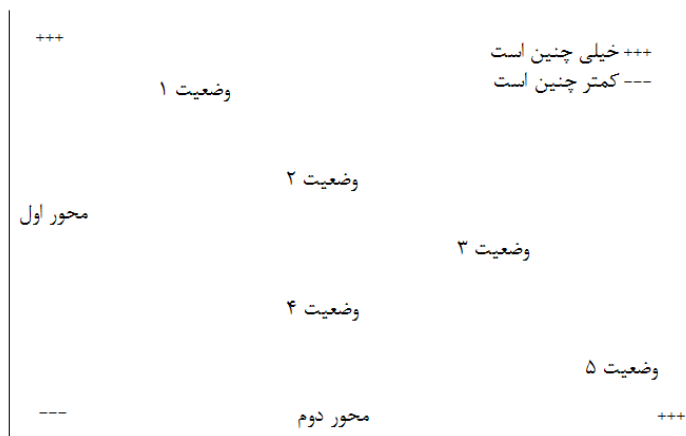 +++
+++ خیلی چنین است
--- کمتر چنین است
وضعیت ۱
وضعیت ۲
محور اول
وضعیت ۳
وضعیت ۴
وضعیت ۵
--- محور دوم +++